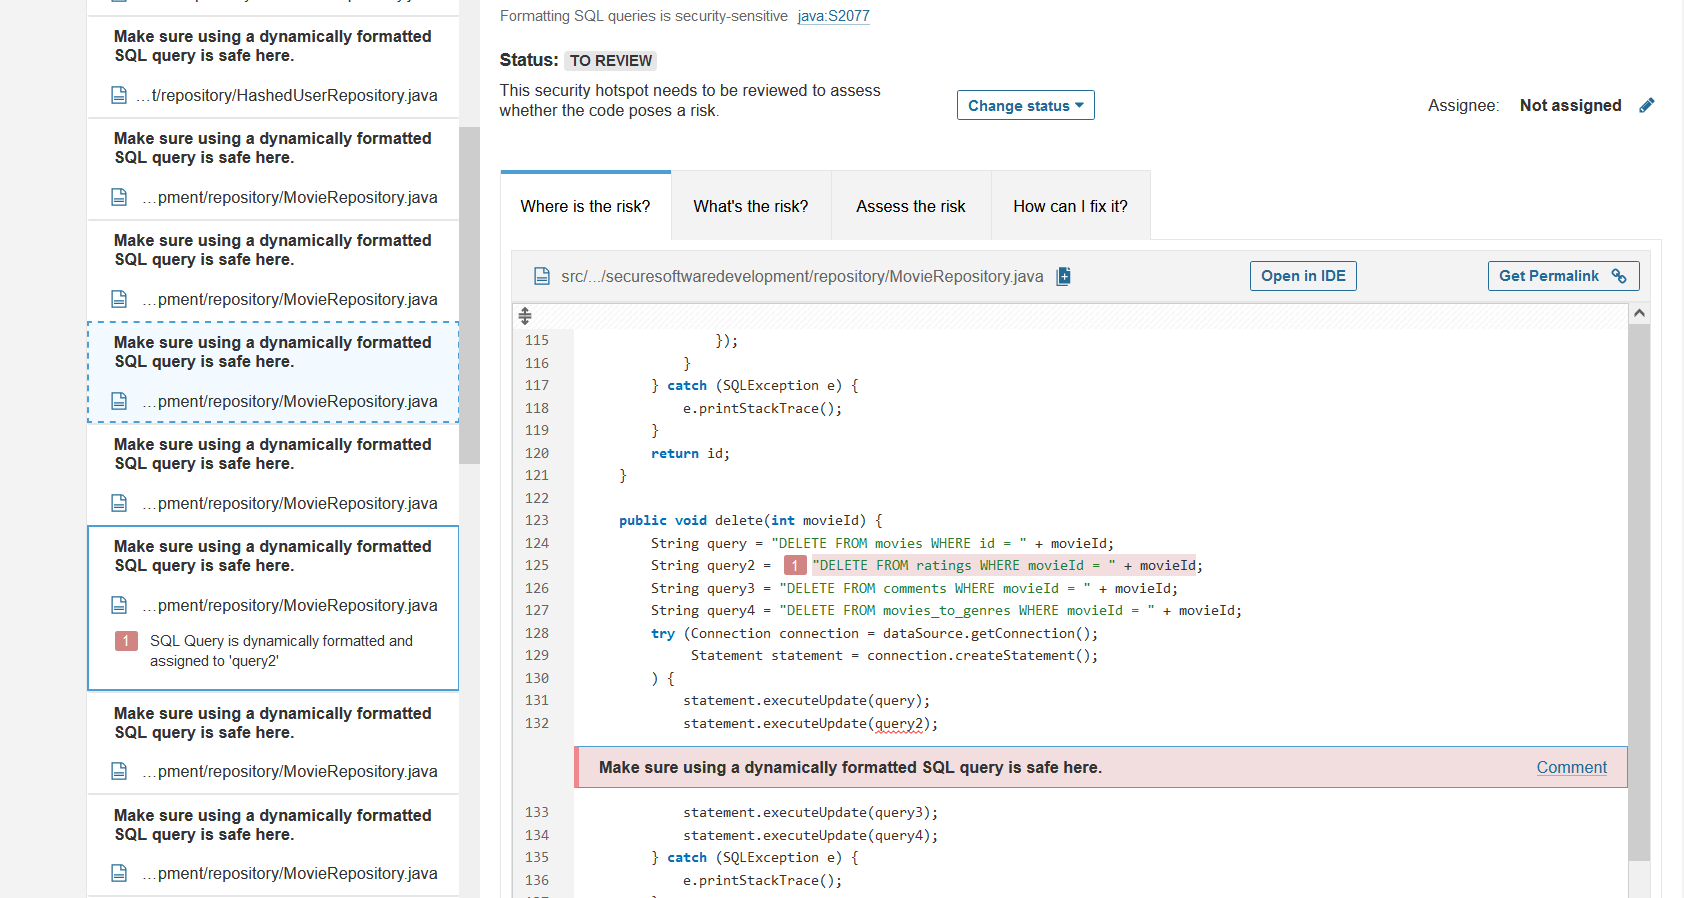 Make sure using a dynamically formatted
SQL query is safe here.
…t/repository/HashedUserRepository.java
Make sure using a dynamically formatted
SQL query is safe here.
…pment/repository/MovieRepository.java
Make sure using a dynamically formatted
SQL query is safe here.
…pment/repository/MovieRepository.java
Make sure using a dynamically formatted
SQL query is safe here.
…pment/repository/MovieRepository.java
Make sure using a dynamically formatted
SQL query is safe here.
…pment/repository/MovieRepository.java
Make sure using a dynamically formatted
SQL query is safe here.
…pment/repository/MovieRepository.java
1 SQL Query is dynamically formatted and
assigned to 'query2'
Make sure using a dynamically formatted
SQL query is safe here.
…pment/repository/MovieRepository.java
Make sure using a dynamically formatted
SQL query is safe here.
…pment/repository/MovieRepository.java
Formatting SQL queries is security-sensitive java:S2077
Status: TO REVIEW
This security hotspot needs to be reviewed to assess
whether the code poses a risk.
Change status
Assignee: Not assigned
Where is the risk? What's the risk? Assess the risk How can I fix it?
src/.../securesoftwaredevelopment/repository/MovieRepository.java Open in IDE Get Permalink
115 });
116 }
117 } catch (SQLException e) {
118 e.printStackTrace();
119 }
120 return id;
121 }
122
123 public void delete(int movieId) {
124 String query = "DELETE FROM movies WHERE id = " + movieId;
125 String query2 = 1 "DELETE FROM ratings WHERE movieId = " + movieId;
126 String query3 = "DELETE FROM comments WHERE movieId = " + movieId;
127 String query4 = "DELETE FROM movies_to_genres WHERE movieId = " + movieId;
128 try (Connection connection = dataSource.getConnection();
129 Statement statement = connection.createStatement();
130 ) {
131 statement.executeUpdate(query);
132 statement.executeUpdate(query2);
Make sure using a dynamically formatted SQL query is safe here. Comment
133 statement.executeUpdate(query3);
134 statement.executeUpdate(query4);
135 } catch (SQLException e) {
136 e.printStackTrace();